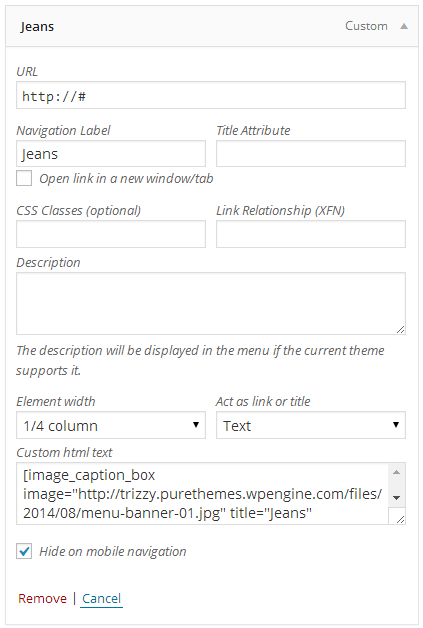 Jeans Custom
URL
http://#
Navigation Label Title Attribute
Jeans
Open link in a new window/tab
CSS Classes (optional) Link Relationship (XFN)
Description
The description will be displayed in the menu if the current theme
supports it.
Element width Act as link or title
1/4 column Text
Custom html text
[image_caption_box
image="http://trizzy.purethemes.wpengine.com/files/
2014/08/menu-banner-01.jpg" title="Jeans"
Hide on mobile navigation
Remove | Cancel